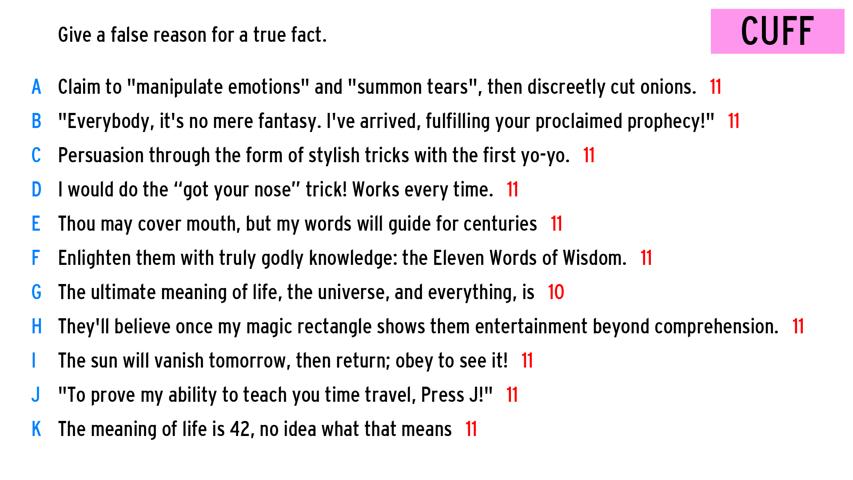 Give a false reason for a true fact.
CUFF
A Claim to "manipulate emotions" and "summon tears", then discreetly cut onions. 11
B "Everybody, it's no mere fantasy. I've arrived, fulfilling your proclaimed prophecy!" 11
C Persuasion through the form of stylish tricks with the first yo-yo. 11
D I would do the “got your nose” trick! Works every time. 11
E Thou may cover mouth, but my words will guide for centuries 11
F Enlighten them with truly godly knowledge: the Eleven Words of Wisdom. 11
G The ultimate meaning of life, the universe, and everything, is 10
H They'll believe once my magic rectangle shows them entertainment beyond comprehension. 11
I The sun will vanish tomorrow, then return; obey to see it! 11
J "To prove my ability to teach you time travel, Press J!" 11
K The meaning of life is 42, no idea what that means 11